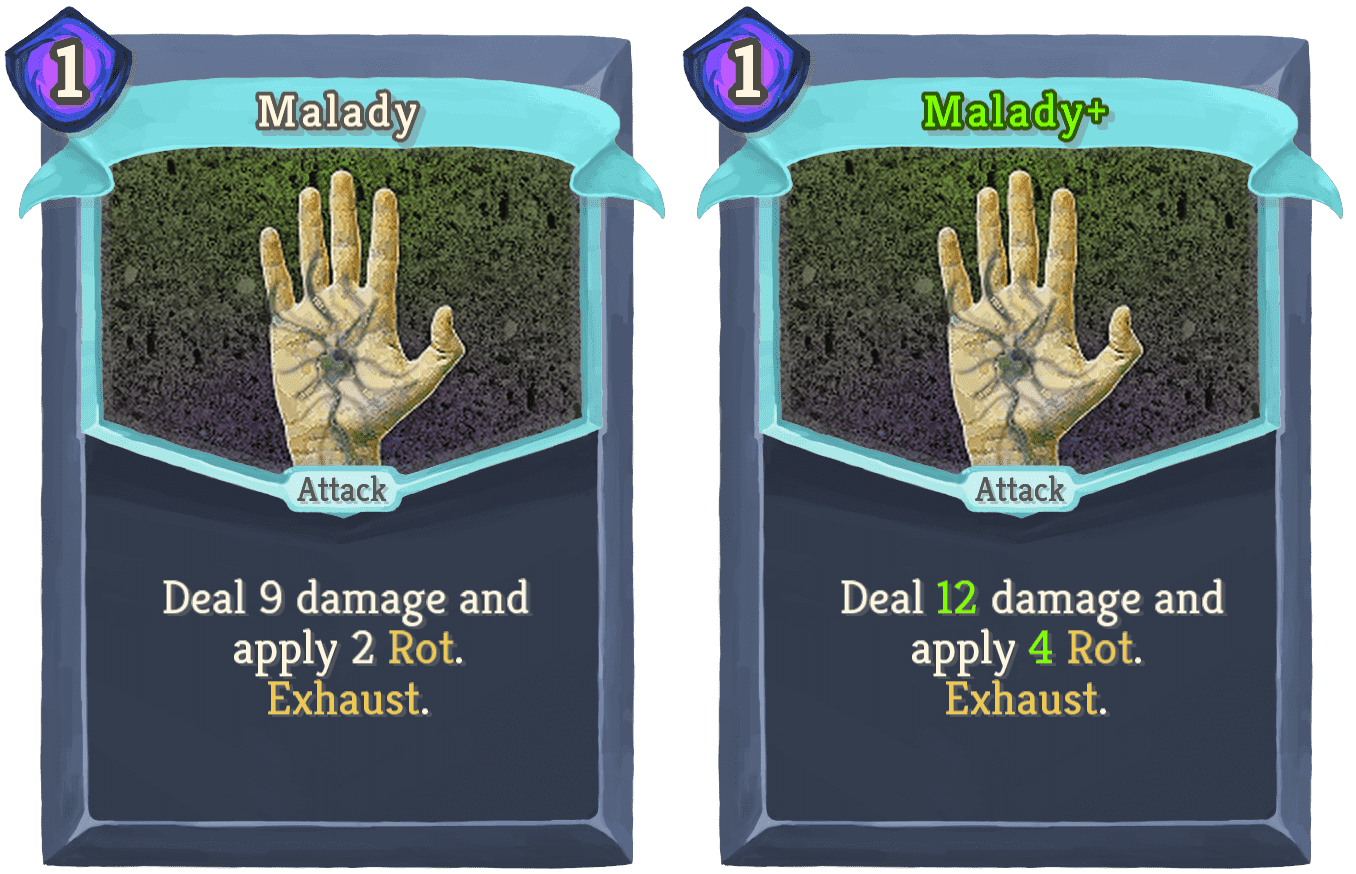 1
Malady
Attack
Deal 9 damage and
apply 2 Rot.
Exhaust.
1
Malady+
Attack
Deal 12 damage and
apply 4 Rot.
Exhaust.